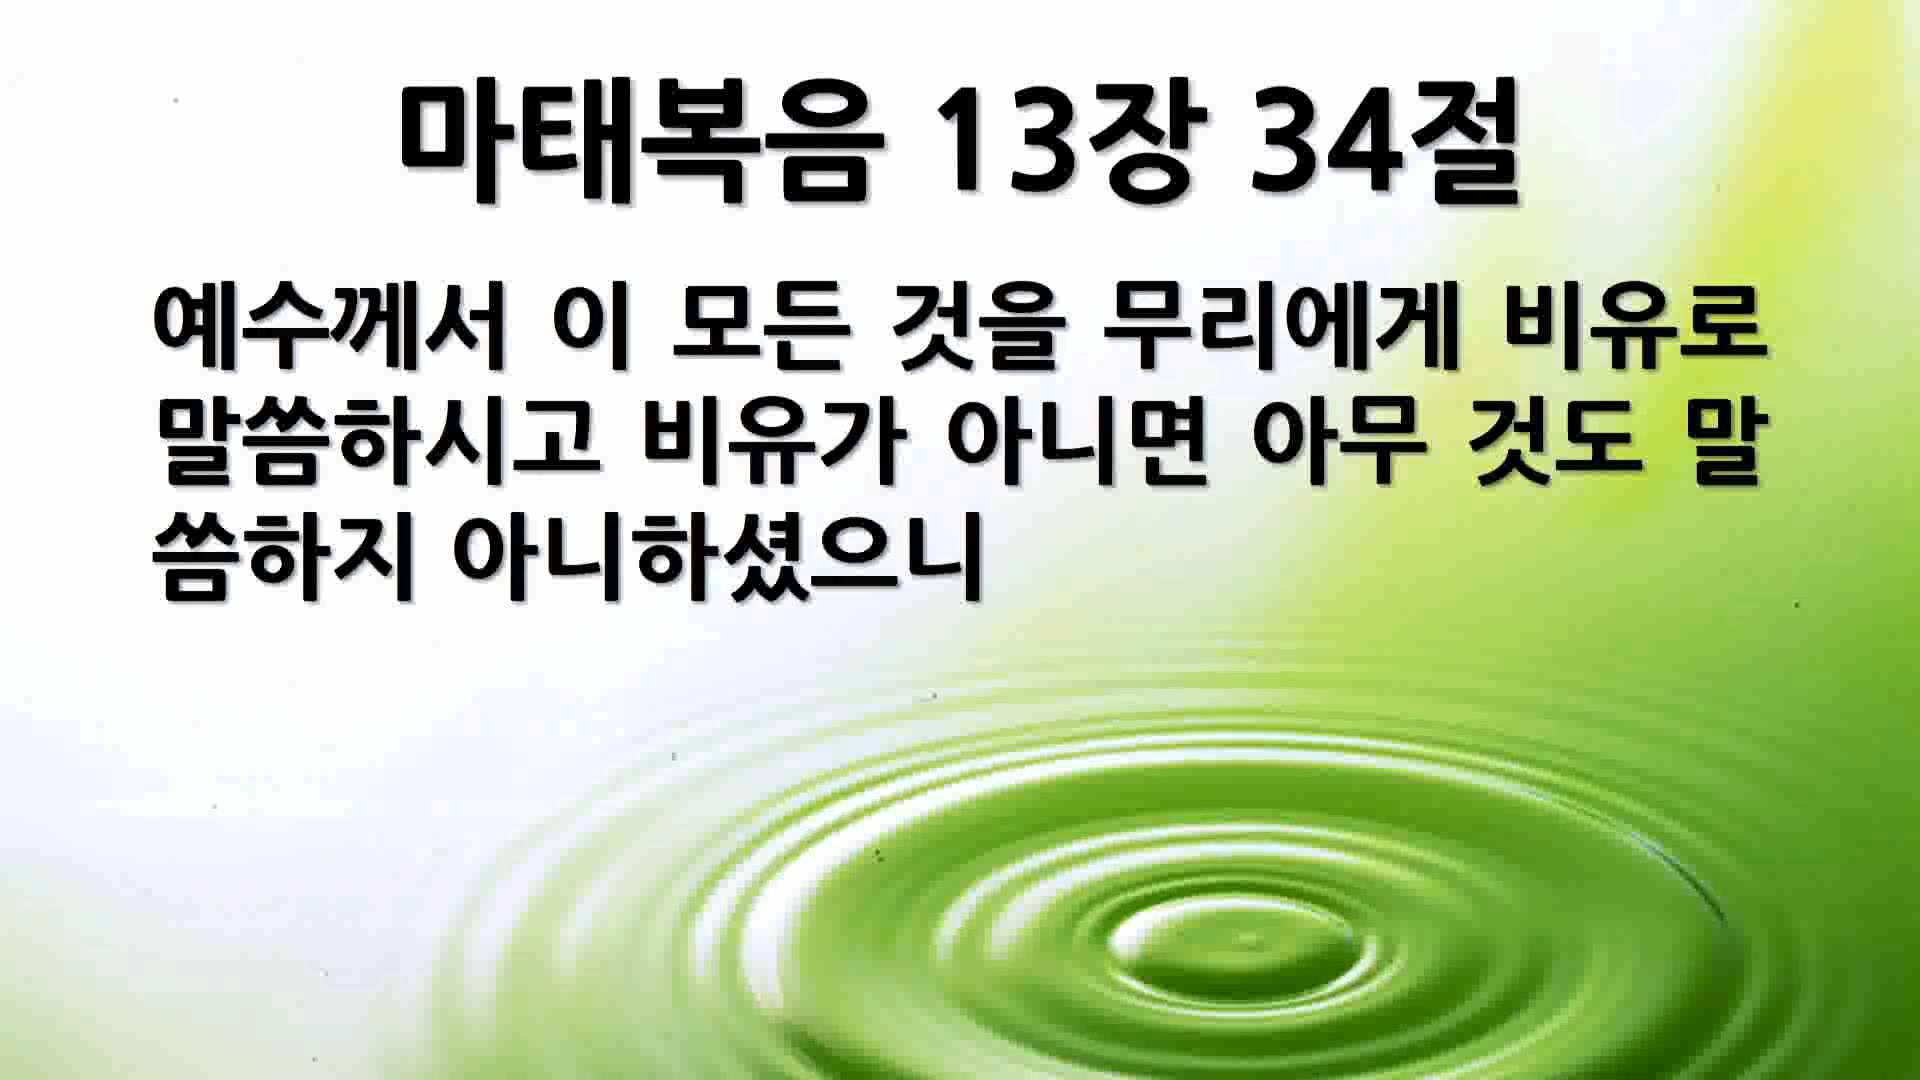 마태복음 13장 34절
예수께서 이 모든 것을 무리에게 비유로
말씀하시고 비유가 아니면 아무 것도 말
씀하지 아니하셨으니